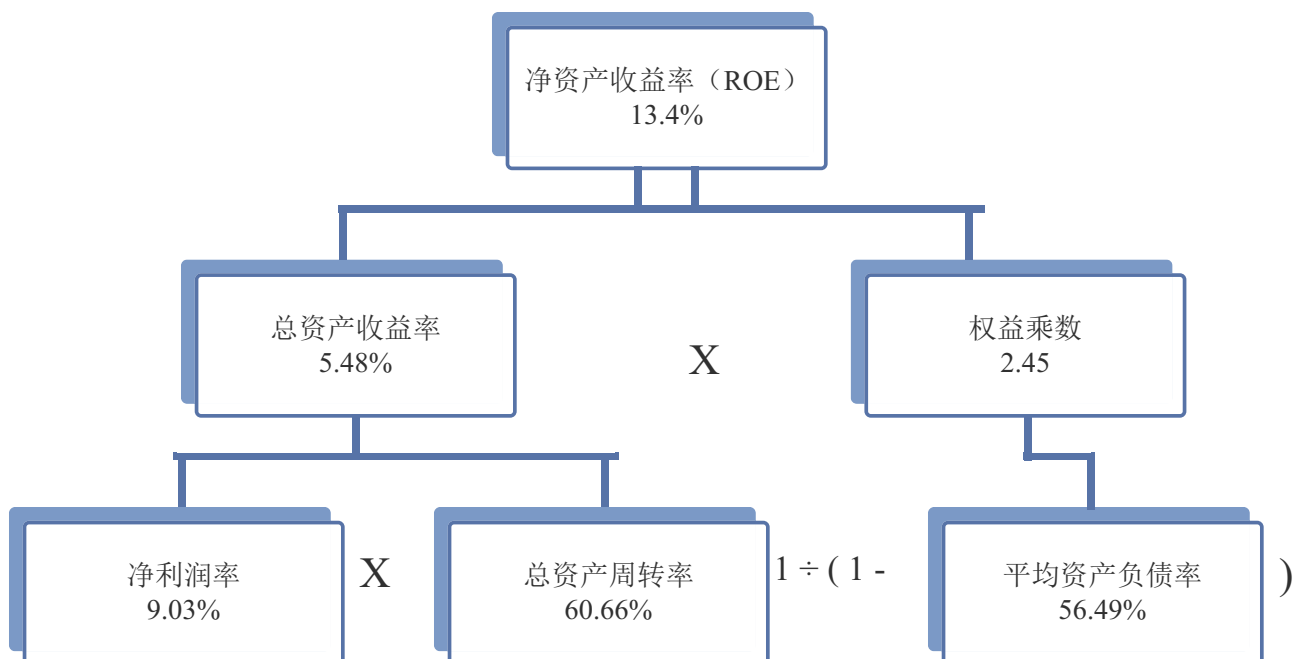 净资产收益率（ROE）
13.4%
总资产收益率
5.48%
X
权益乘数
2.45
净利润率
9.03%
X
总资产周转率
60.66%
1 ÷ ( 1 -
平均资产负债率
56.49%
)